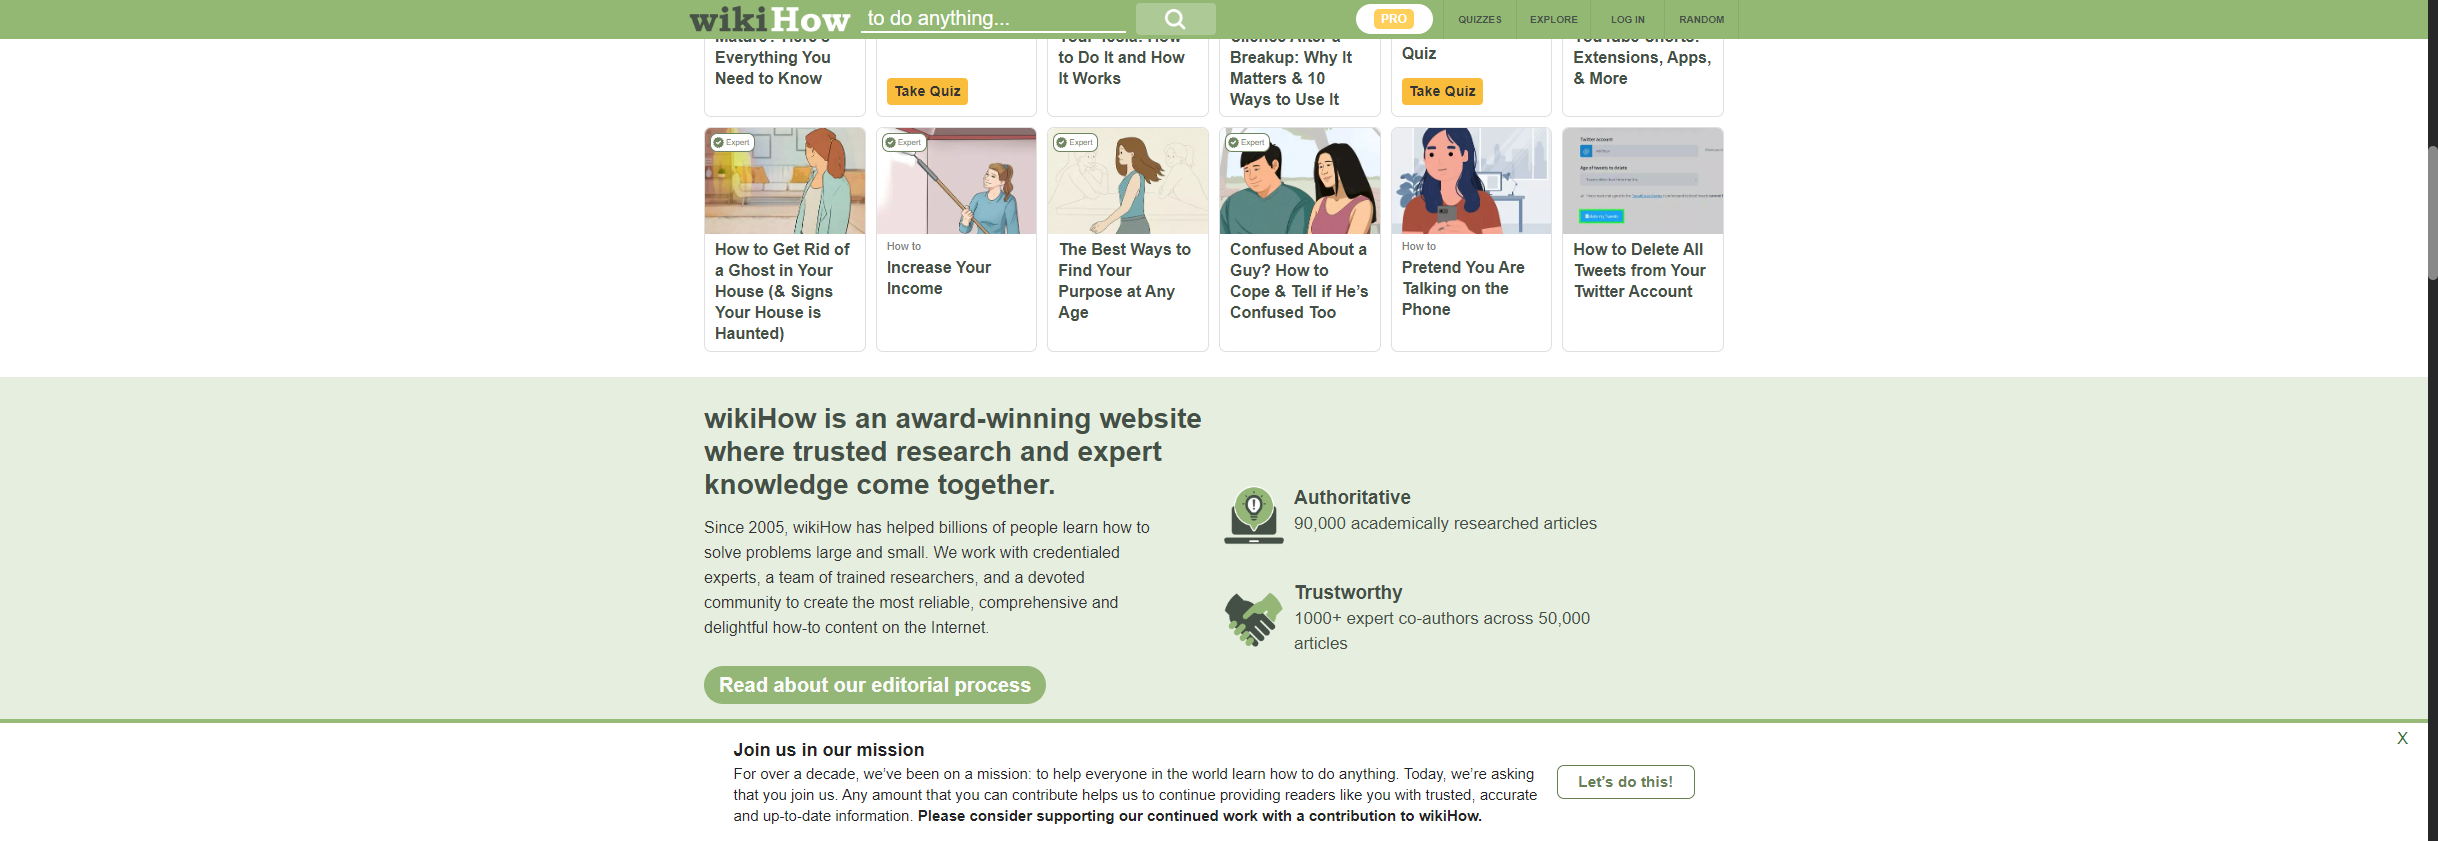 wikiHow to do anything...
PRO
QUIZZES
EXPLORE
LOG IN
RANDOM
Everything You
Need to Know
Take Quiz
to Do It and How
It Works
Breakup: Why It
Matters & 10
Ways to Use It
Quiz
Take Quiz
Extensions, Apps,
& More
Expert
How to Get Rid of
a Ghost in Your
House (& Signs
Your House is
Haunted)
Expert
How to
Increase Your
Income
Expert
The Best Ways to
Find Your
Purpose at Any
Age
Expert
Confused About a
Guy? How to
Cope & Tell if He’s
Confused Too
How to
Pretend You Are
Talking on the
Phone
Twitter account
Age of tweets to delete
How to Delete All
Tweets from Your
Twitter Account
wikiHow is an award-winning website
where trusted research and expert
knowledge come together.
Since 2005, wikiHow has helped billions of people learn how to
solve problems large and small. We work with credentialed
experts, a team of trained researchers, and a devoted
community to create the most reliable, comprehensive and
delightful how-to content on the Internet.
Read about our editorial process
Authoritative
90,000 academically researched articles
Trustworthy
1000+ expert co-authors across 50,000
articles
Join us in our mission
For over a decade, we’ve been on a mission: to help everyone in the world learn how to do anything. Today, we’re asking
that you join us. Any amount that you can contribute helps us to continue providing readers like you with trusted, accurate
and up-to-date information. Please consider supporting our continued work with a contribution to wikiHow.
Let’s do this!
X